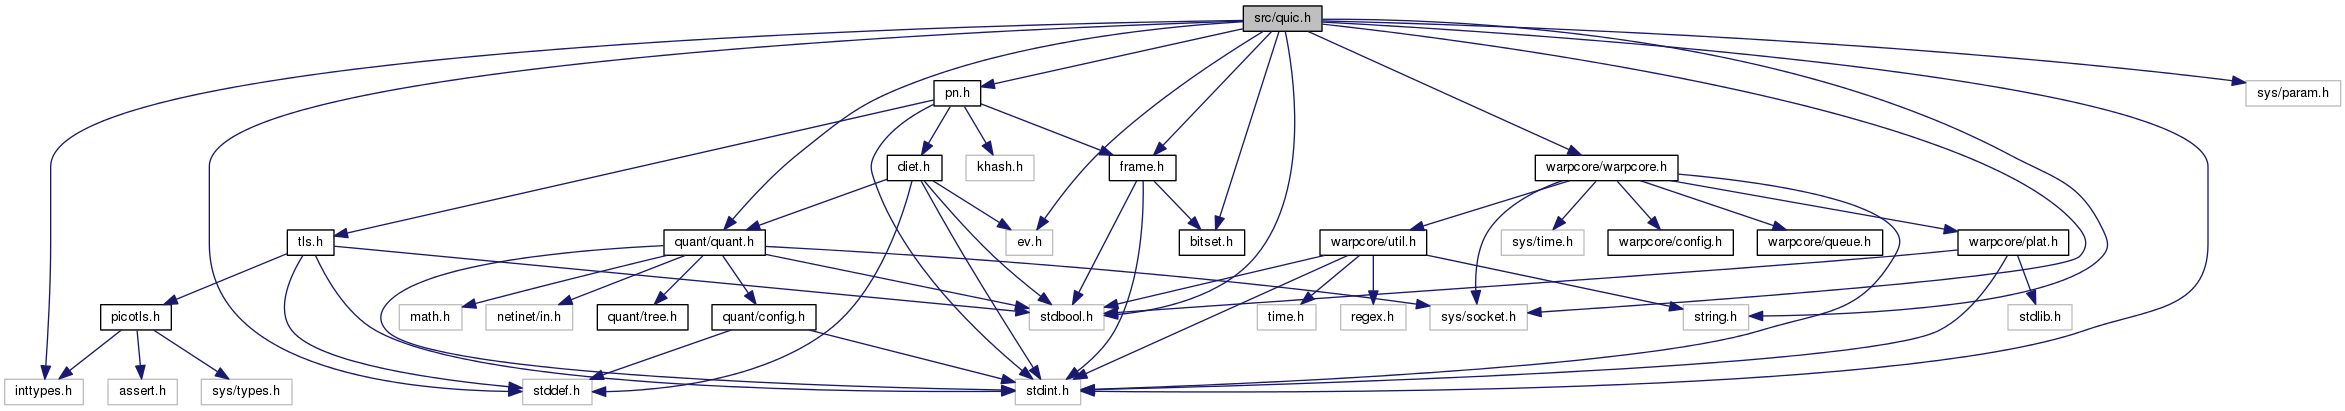 src/quic.h
pn.h
sys/param.h
diet.h
khash.h
frame.h
warpcore/warpcore.h
tls.h
quant/quant.h
ev.h
bitset.h
warpcore/util.h
sys/time.h
warpcore/config.h
warpcore/queue.h
warpcore/plat.h
picotls.h
math.h
netinet/in.h
quant/tree.h
quant/config.h
stdbool.h
time.h
regex.h
sys/socket.h
string.h
stdlib.h
inttypes.h
assert.h
sys/types.h
stddef.h
stdint.h